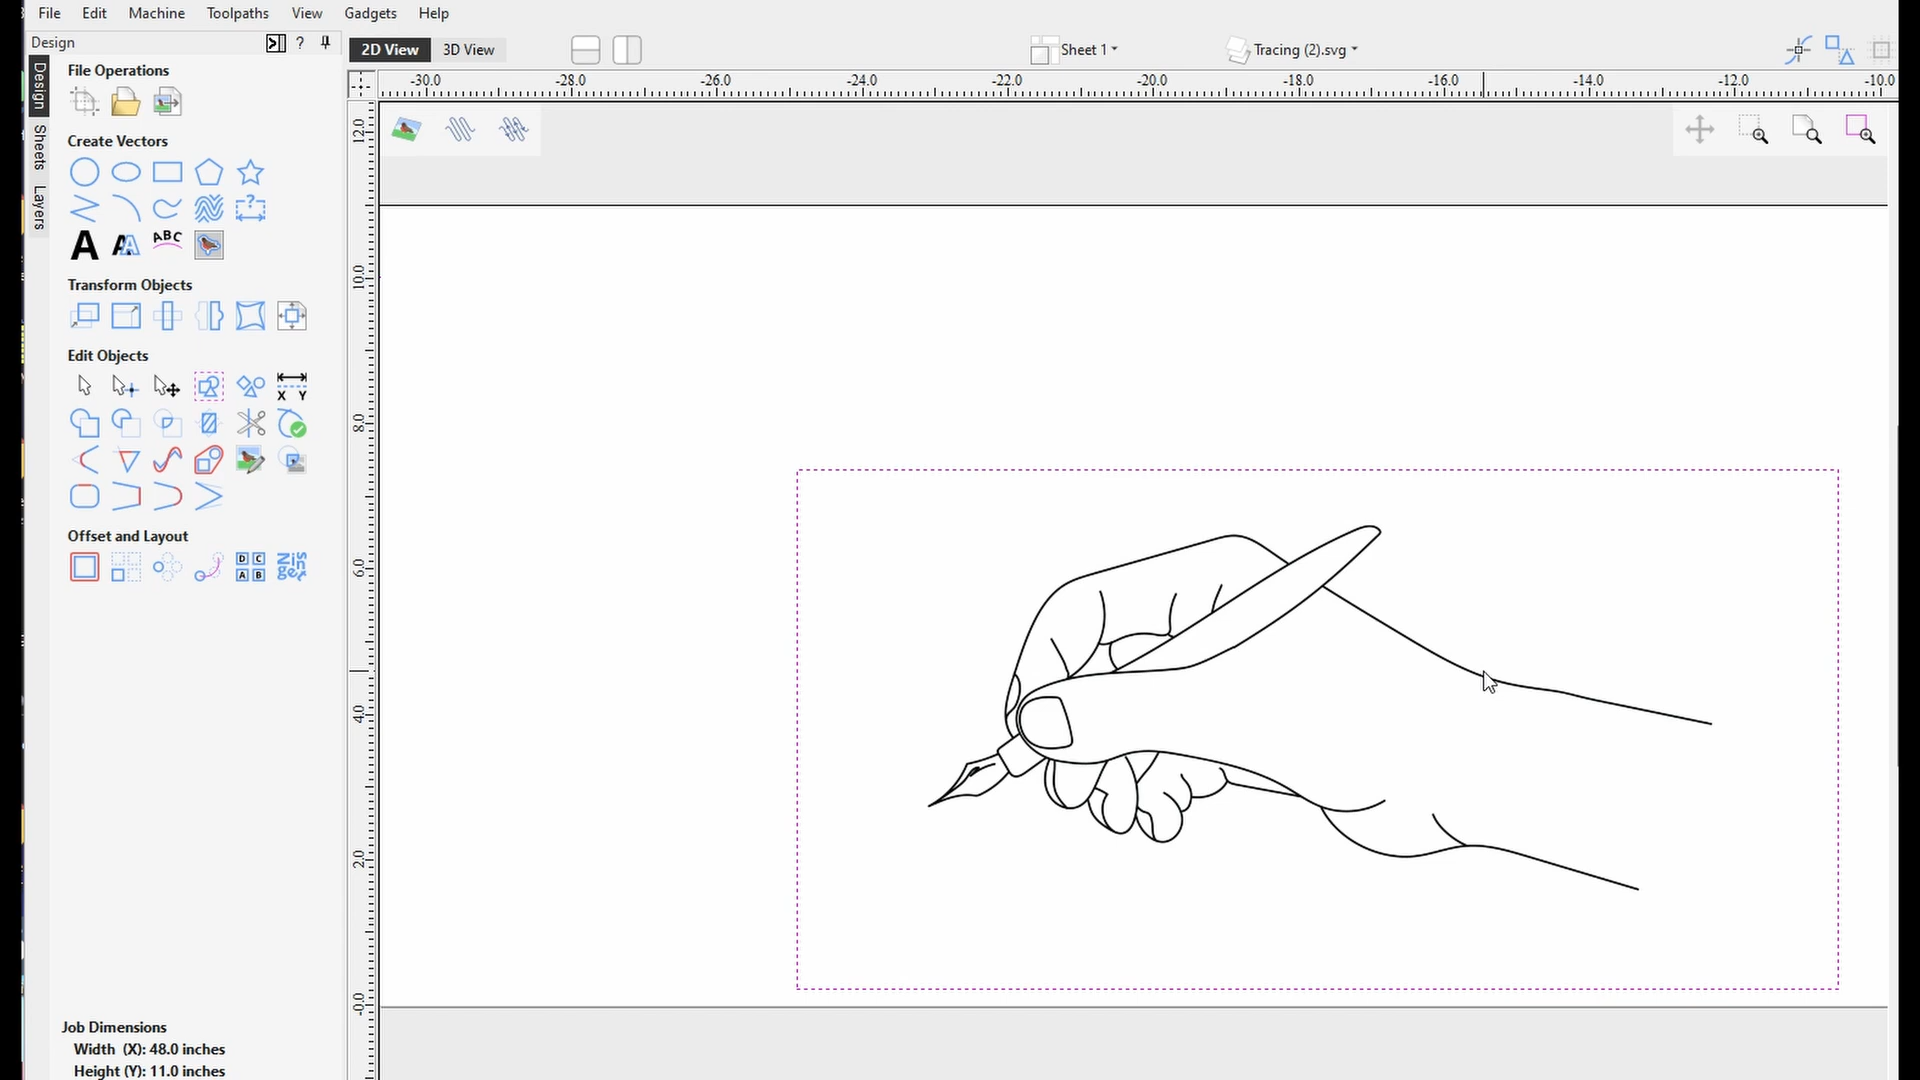 File Edit Machine Toolpaths View Gadgets Help
Design ?
2D View 3D View Sheet 1 Tracing (2).svg
Design
Sheets
Layers
File Operations
Create Vectors
?
A A A ABC
Transform Objects
Edit Objects
X Y
Offset and Layout
D C
A B
Zinger
-30.0 -28.0 -26.0 -24.0 -22.0 -20.0 -18.0 -16.0 -14.0 -12.0 -10.0
12.0
10.0
8.0
6.0
4.0
2.0
-0.0
Job Dimensions
Width (X): 48.0 inches
Height (Y): 11.0 inches